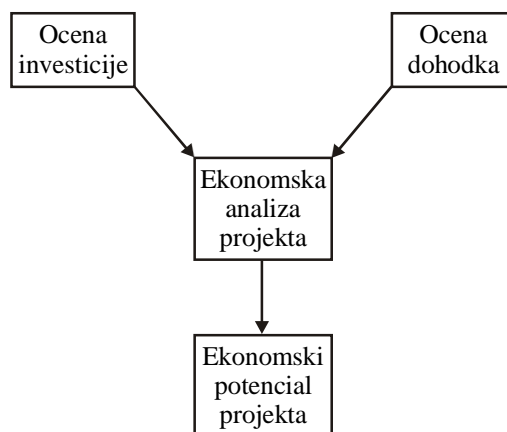 Ocena
investicije
Ocena
dohodka
Ekonomska
analiza
projekta
Ekonomski
potencial
projekta